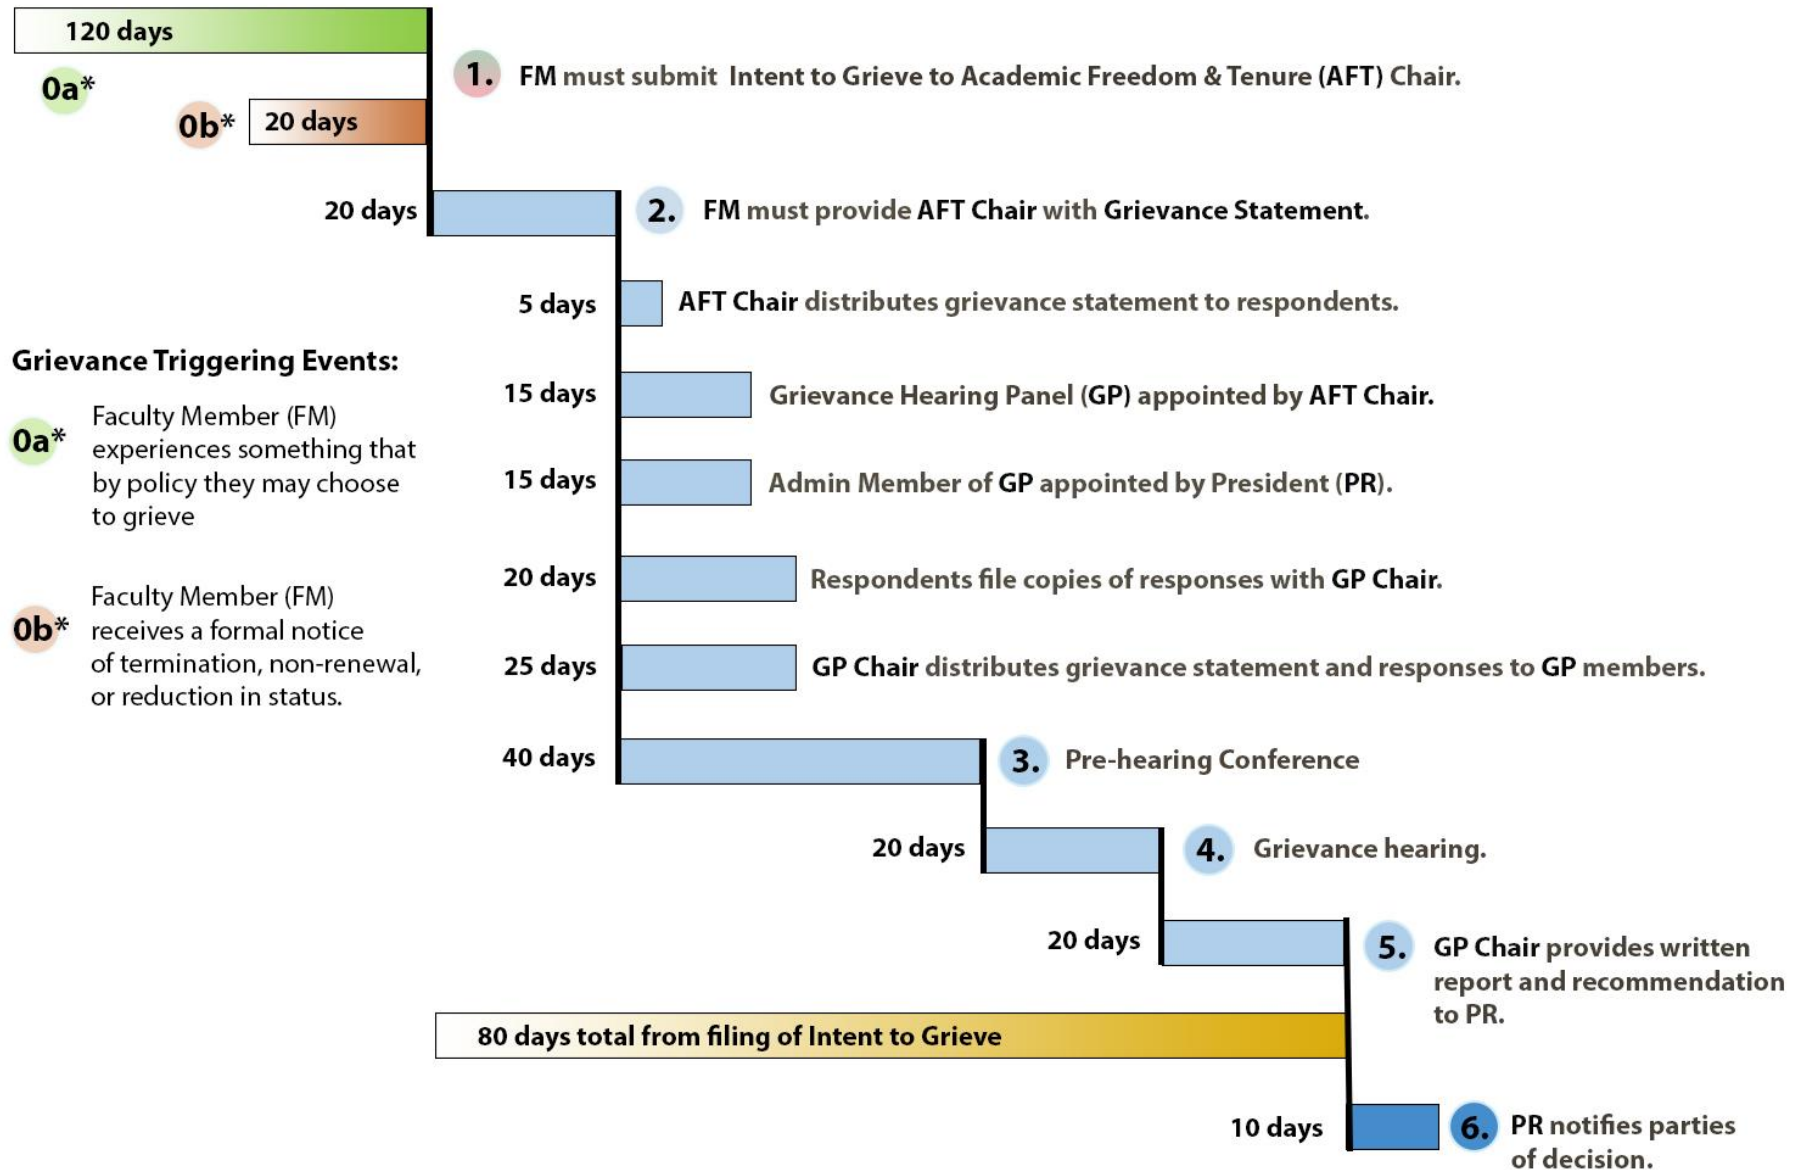 120 days
0a*
1. FM must submit Intent to Grieve to Academic Freedom & Tenure (AFT) Chair.
0b* 20 days
20 days 2. FM must provide AFT Chair with Grievance Statement.
5 days AFT Chair distributes grievance statement to respondents.
15 days Grievance Hearing Panel (GP) appointed by AFT Chair.
15 days Admin Member of GP appointed by President (PR).
20 days Respondents file copies of responses with GP Chair.
25 days GP Chair distributes grievance statement and responses to GP members.
40 days 3. Pre-hearing Conference
20 days 4. Grievance hearing.
20 days 5. GP Chair provides written
report and recommendation
to PR.
80 days total from filing of Intent to Grieve
10 days 6. PR notifies parties
of decision.
Grievance Triggering Events:
0a* Faculty Member (FM)
experiences something that
by policy they may choose
to grieve
0b* Faculty Member (FM)
receives a formal notice
of termination, non-renewal,
or reduction in status.